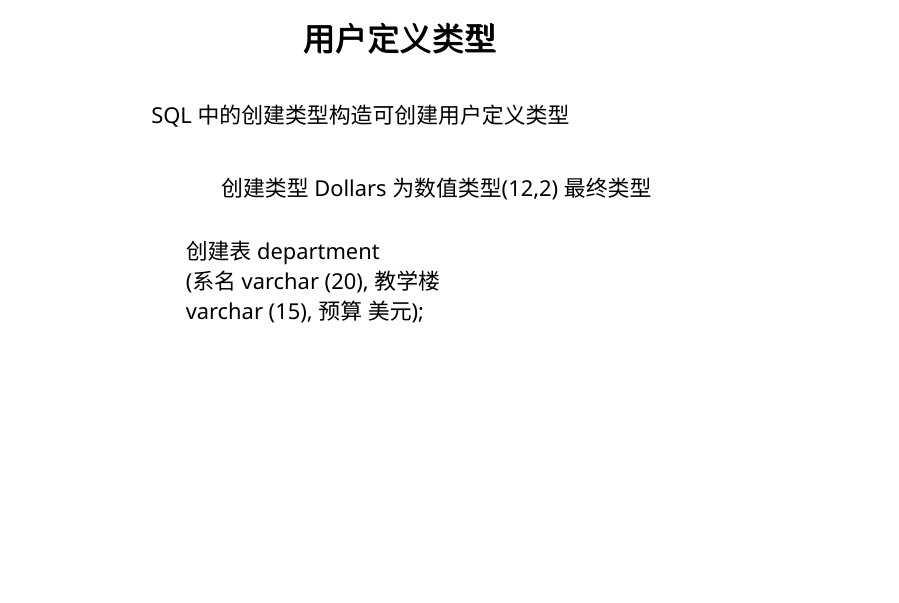 用户定义类型
SQL 中的创建类型构造可创建用户定义类型
创建类型 Dollars 为数值类型(12,2) 最终类型
创建表 department
(系名 varchar (20), 教学楼
varchar (15), 预算 美元);